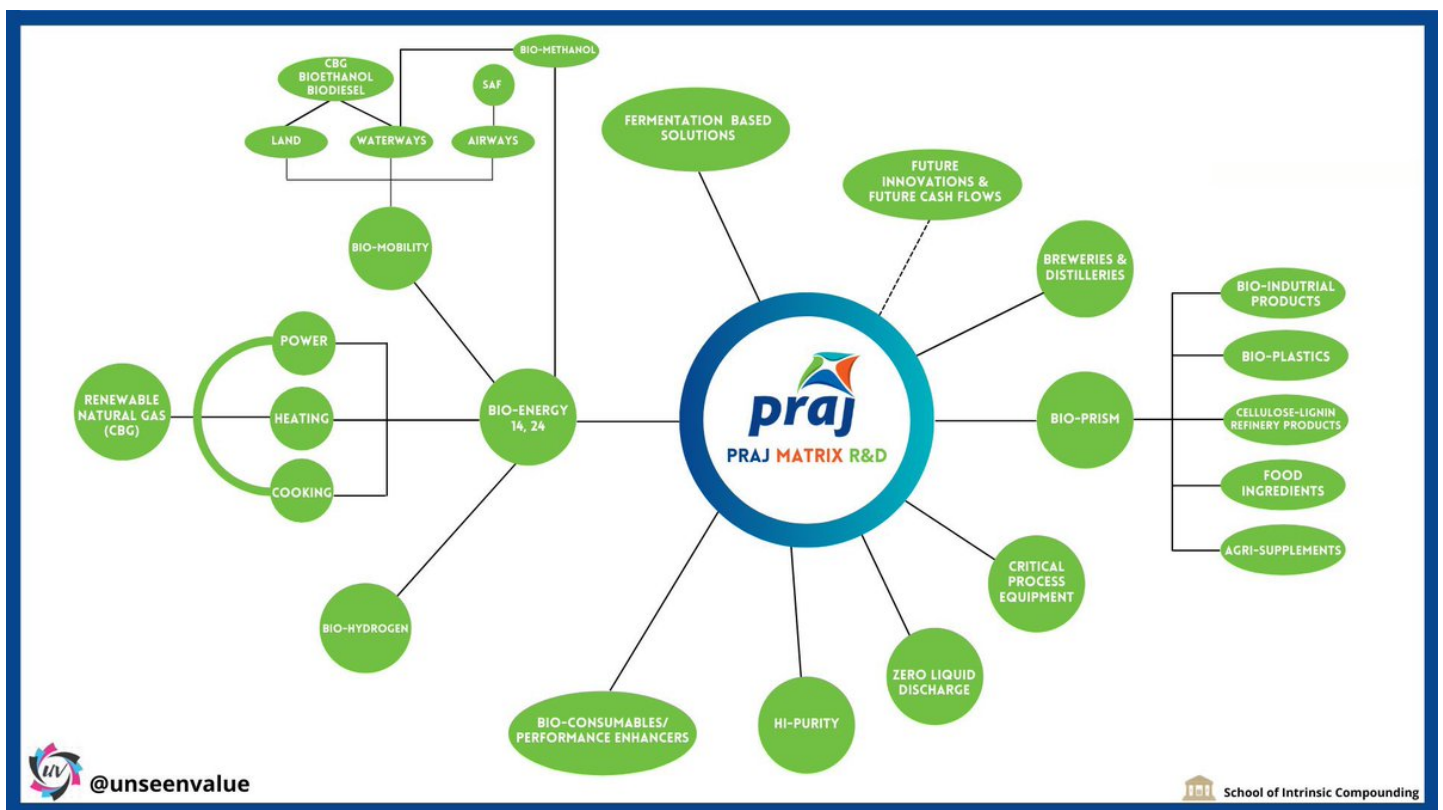 BIO-METHANOL
CBG
BIOETHANOL
BIODIESEL
SAF
LAND
WATERWAYS
AIRWAYS
BIO-MOBILITY
FERMENTATION BASED
SOLUTIONS
FUTURE
INNOVATIONS &
FUTURE CASH FLOWS
BREWERIES &
DISTILLERIES
POWER
RENEWABLE
NATURAL GAS
(CBG)
HEATING
COOKING
BIO-ENERGY
14, 24
praj
PRAJ MATRIX R&D
BIO-PRISM
BIO-INDUTRIAL
PRODUCTS
BIO-PLASTICS
CELLULOSE-LIGNIN
REFINERY PRODUCTS
FOOD
INGREDIENTS
AGRI-SUPPLEMENTS
BIO-HYDROGEN
CRITICAL
PROCESS
EQUIPMENT
ZERO LIQUID
DISCHARGE
HI-PURITY
BIO-CONSUMABLES/
PERFORMANCE ENHANCERS
UV
@unseenvalue
School of Intrinsic Compounding